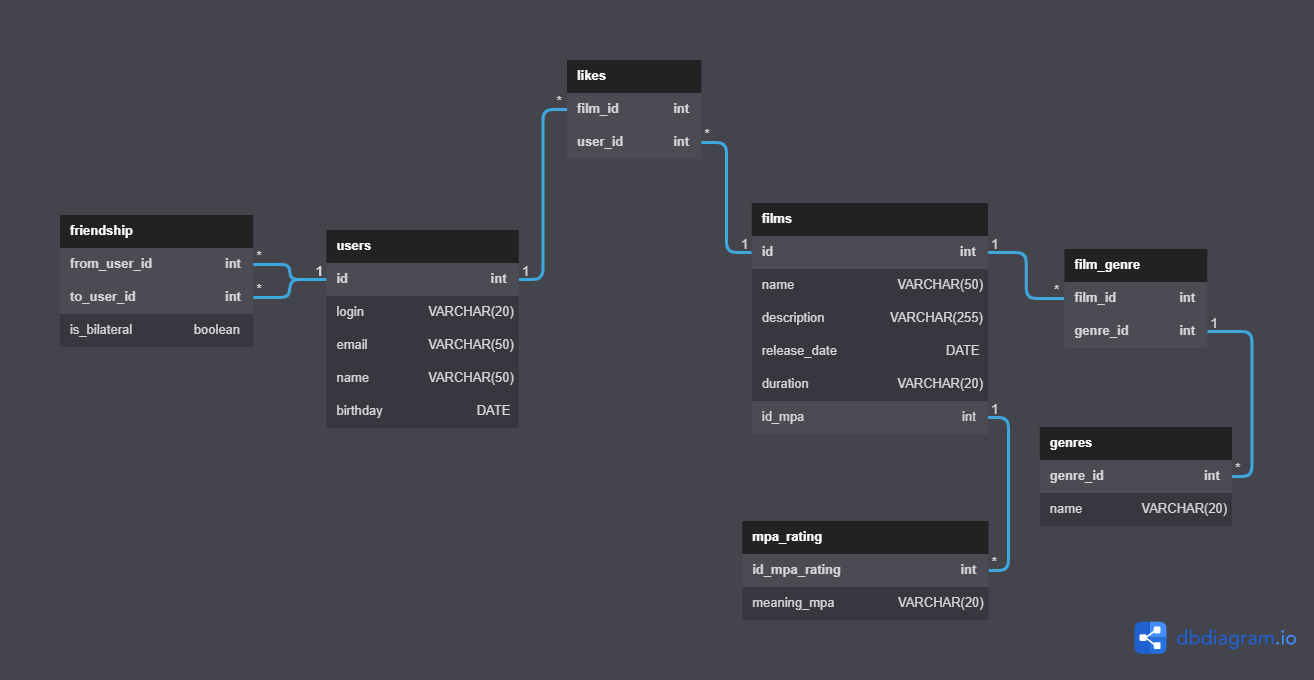 likes
film_id int
user_id int
friendship
from_user_id int
to_user_id int
is_bilateral boolean
users
id int
login VARCHAR(20)
email VARCHAR(50)
name VARCHAR(50)
birthday DATE
films
id int
name VARCHAR(50)
description VARCHAR(255)
release_date DATE
duration VARCHAR(20)
id_mpa int
film_genre
film_id int
genre_id int
genres
genre_id int
name VARCHAR(20)
mpa_rating
id_mpa_rating int
meaning_mpa VARCHAR(20)
* 1
* 1
* 1
*
1 *
1 *
1 *
dbdiagram.io